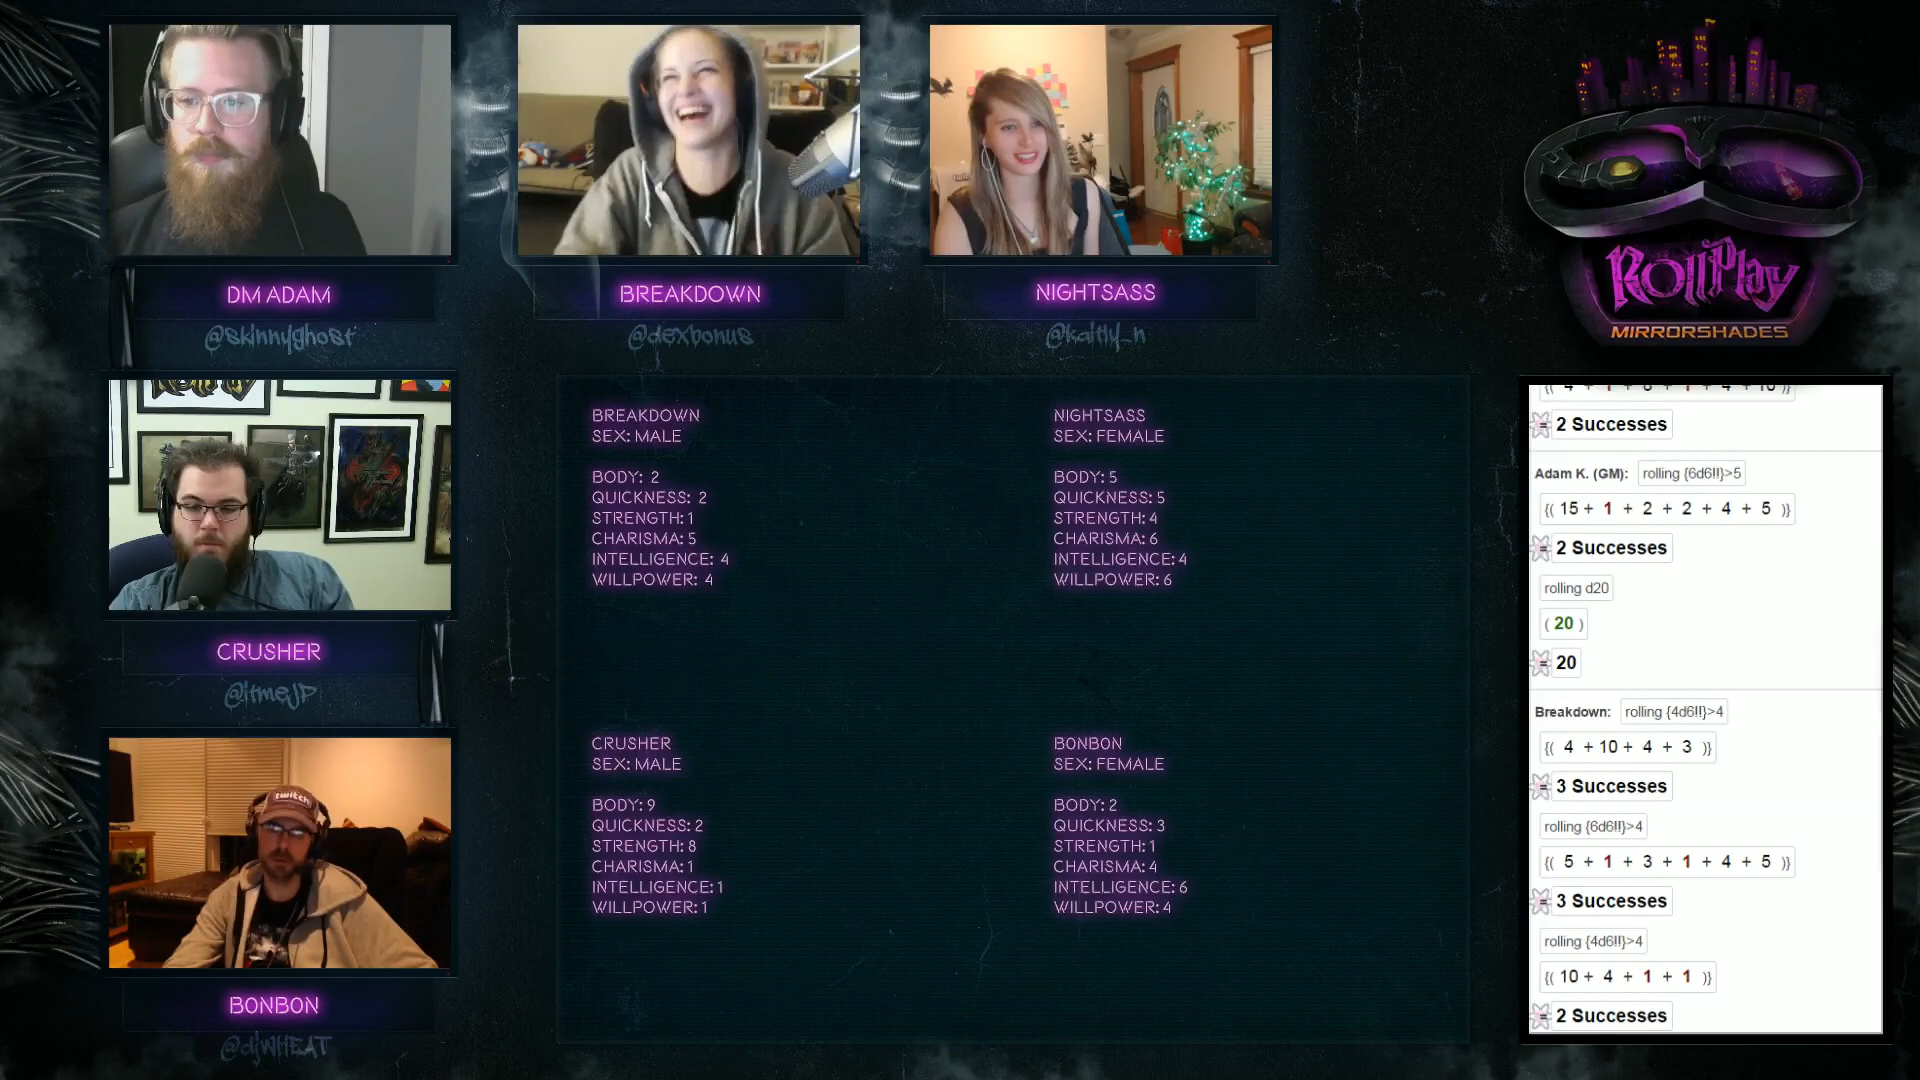 DM ADAM
@skinnyghost
BREAKDOWN
@dexbonus
NIGHTSASS
@kaitly_n
CRUSHER
@itmeJP
twitch
BONBON
@djWHEAT
RollPlay
MIRRORSHADES
BREAKDOWN
SEX: MALE
BODY: 2
QUICKNESS: 2
STRENGTH: 1
CHARISMA: 5
INTELLIGENCE: 4
WILLPOWER: 4
NIGHTSASS
SEX: FEMALE
BODY: 5
QUICKNESS: 5
STRENGTH: 4
CHARISMA: 6
INTELLIGENCE: 4
WILLPOWER: 6
CRUSHER
SEX: MALE
BODY: 9
QUICKNESS: 2
STRENGTH: 8
CHARISMA: 1
INTELLIGENCE: 1
WILLPOWER: 1
BONBON
SEX: FEMALE
BODY: 2
QUICKNESS: 3
STRENGTH: 1
CHARISMA: 4
INTELLIGENCE: 6
WILLPOWER: 4
= 2 Successes
Adam K. (GM): rolling {6d6!!}>5
{( 15 + 1 + 2 + 2 + 4 + 5 )}
= 2 Successes
rolling d20
( 20 )
= 20
Breakdown: rolling {4d6!!}>4
{( 4 + 10 + 4 + 3 )}
= 3 Successes
rolling {6d6!!}>4
{( 5 + 1 + 3 + 1 + 4 + 5 )}
= 3 Successes
rolling {4d6!!}>4
{( 10 + 4 + 1 + 1 )}
= 2 Successes